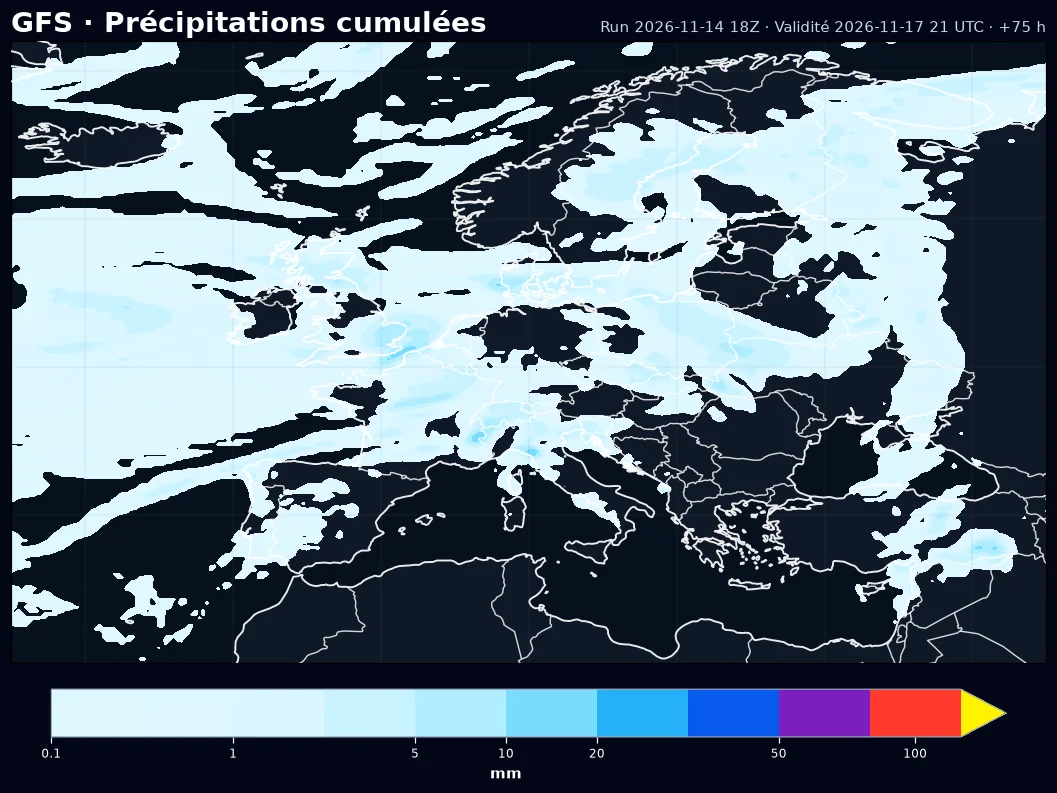 GFS · Précipitations cumulées
Run 2026-11-14 18Z · Validité 2026-11-17 21 UTC · +75 h
0.1 1 5 10 20 50 100
mm